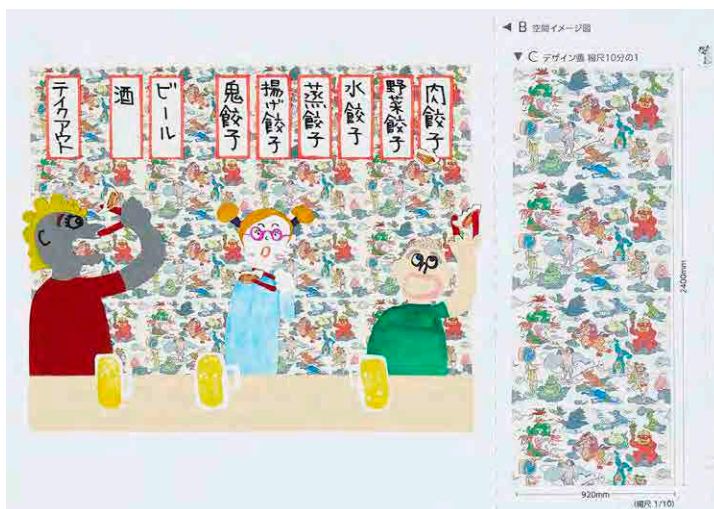 肉餃子
野菜餃子
水餃子
蒸餃子
揚げ餃子
鬼餃子
ビール
酒
テイクアウト
◀ B 空間イメージ図
▼ C デザイン画 縮尺10分の1
2400mm
920mm
(縮尺 1/10)